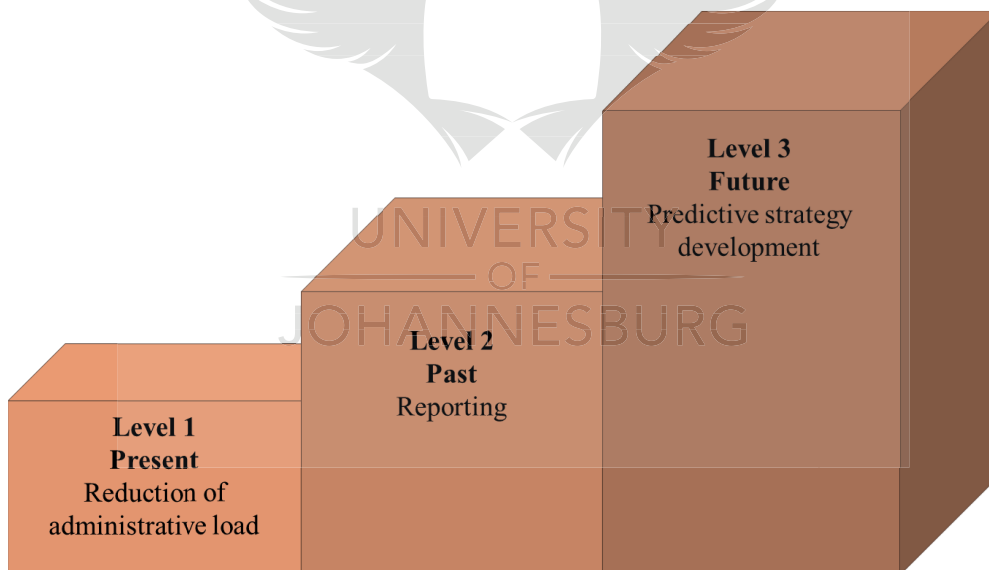 Level 1
Present
Reduction of
administrative load
Level 2
Past
Reporting
Level 3
Future
Predictive strategy
development
UNIVERSITY
OF
JOHANNESBURG